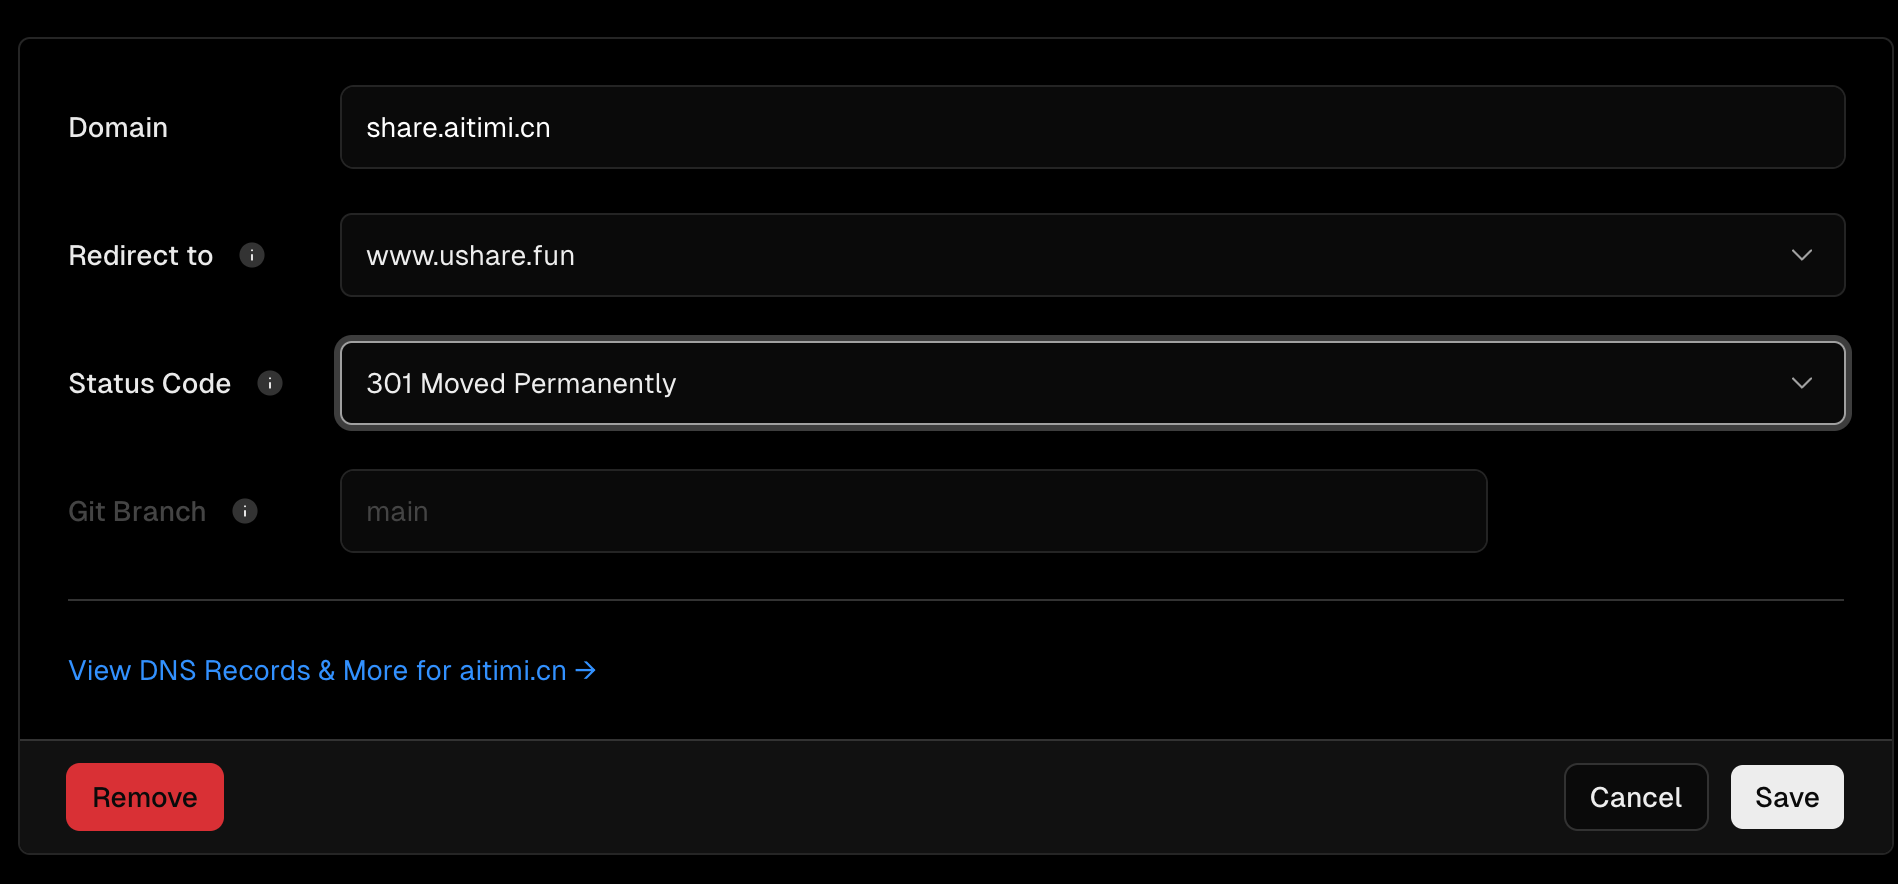 Domain
share.aitimi.cn
Redirect to
www.ushare.fun
Status Code
301 Moved Permanently
Git Branch
main
View DNS Records & More for aitimi.cn →
Remove
Cancel
Save